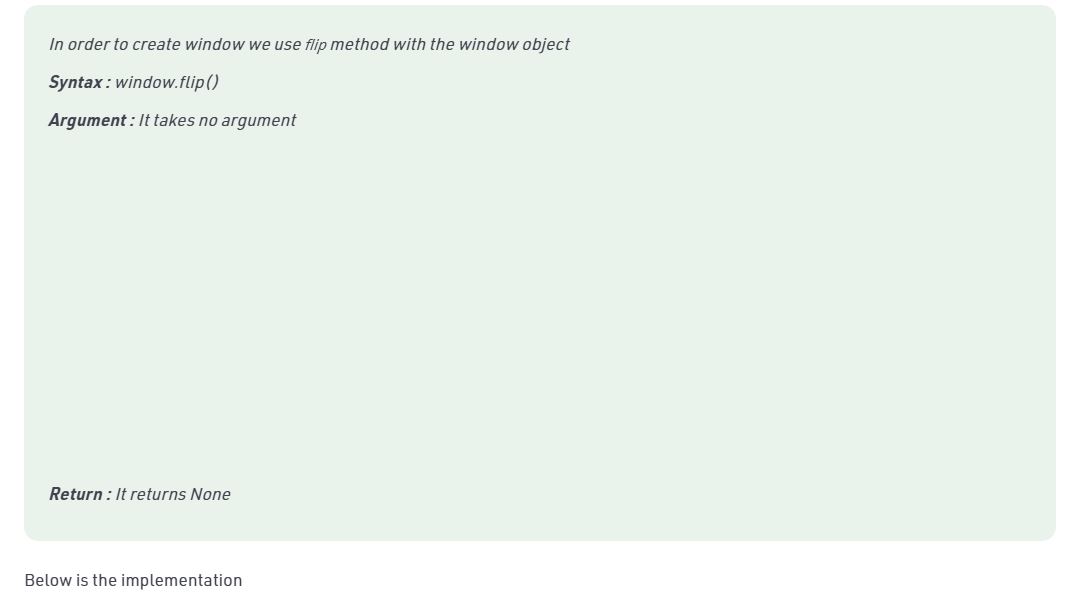 In order to create window we use flip method with the window object
Syntax : window.flip()
Argument : It takes no argument
Return : It returns None
Below is the implementation